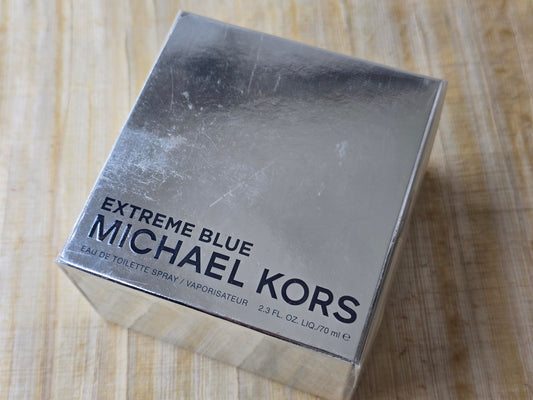 EXTREME BLUE
MICHAEL KORS
EAU DE TOILETTE SPRAY / VAPORISATEUR 2.3 FL. OZ. LIQ./70 ml ℮